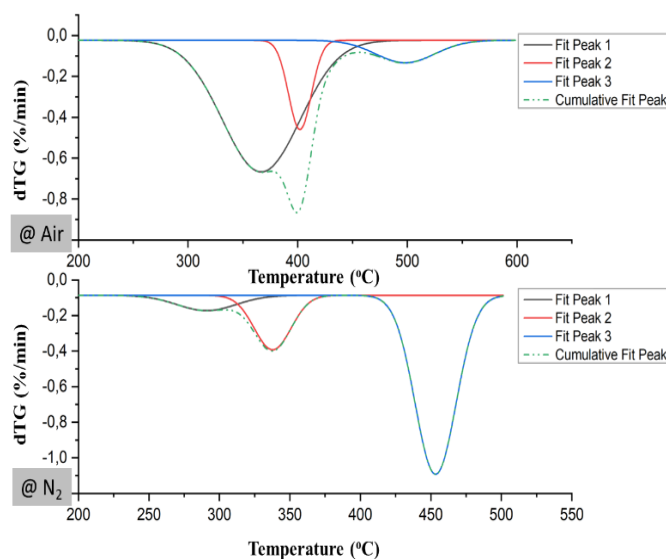 0,0
-0,2
-0,4
-0,6
-0,8
dTG (%/min)
@ Air
Fit Peak 1
Fit Peak 2
Fit Peak 3
Cumulative Fit Peak
200 300 400 500 600
Temperature (ºC)
0,0
-0,2
-0,4
-0,6
-0,8
-1,0
dTG (%/min)
@ N₂
Fit Peak 1
Fit Peak 2
Fit Peak 3
Cumulative Fit Peak
200 250 300 350 400 450 500 550
Temperature (ºC)